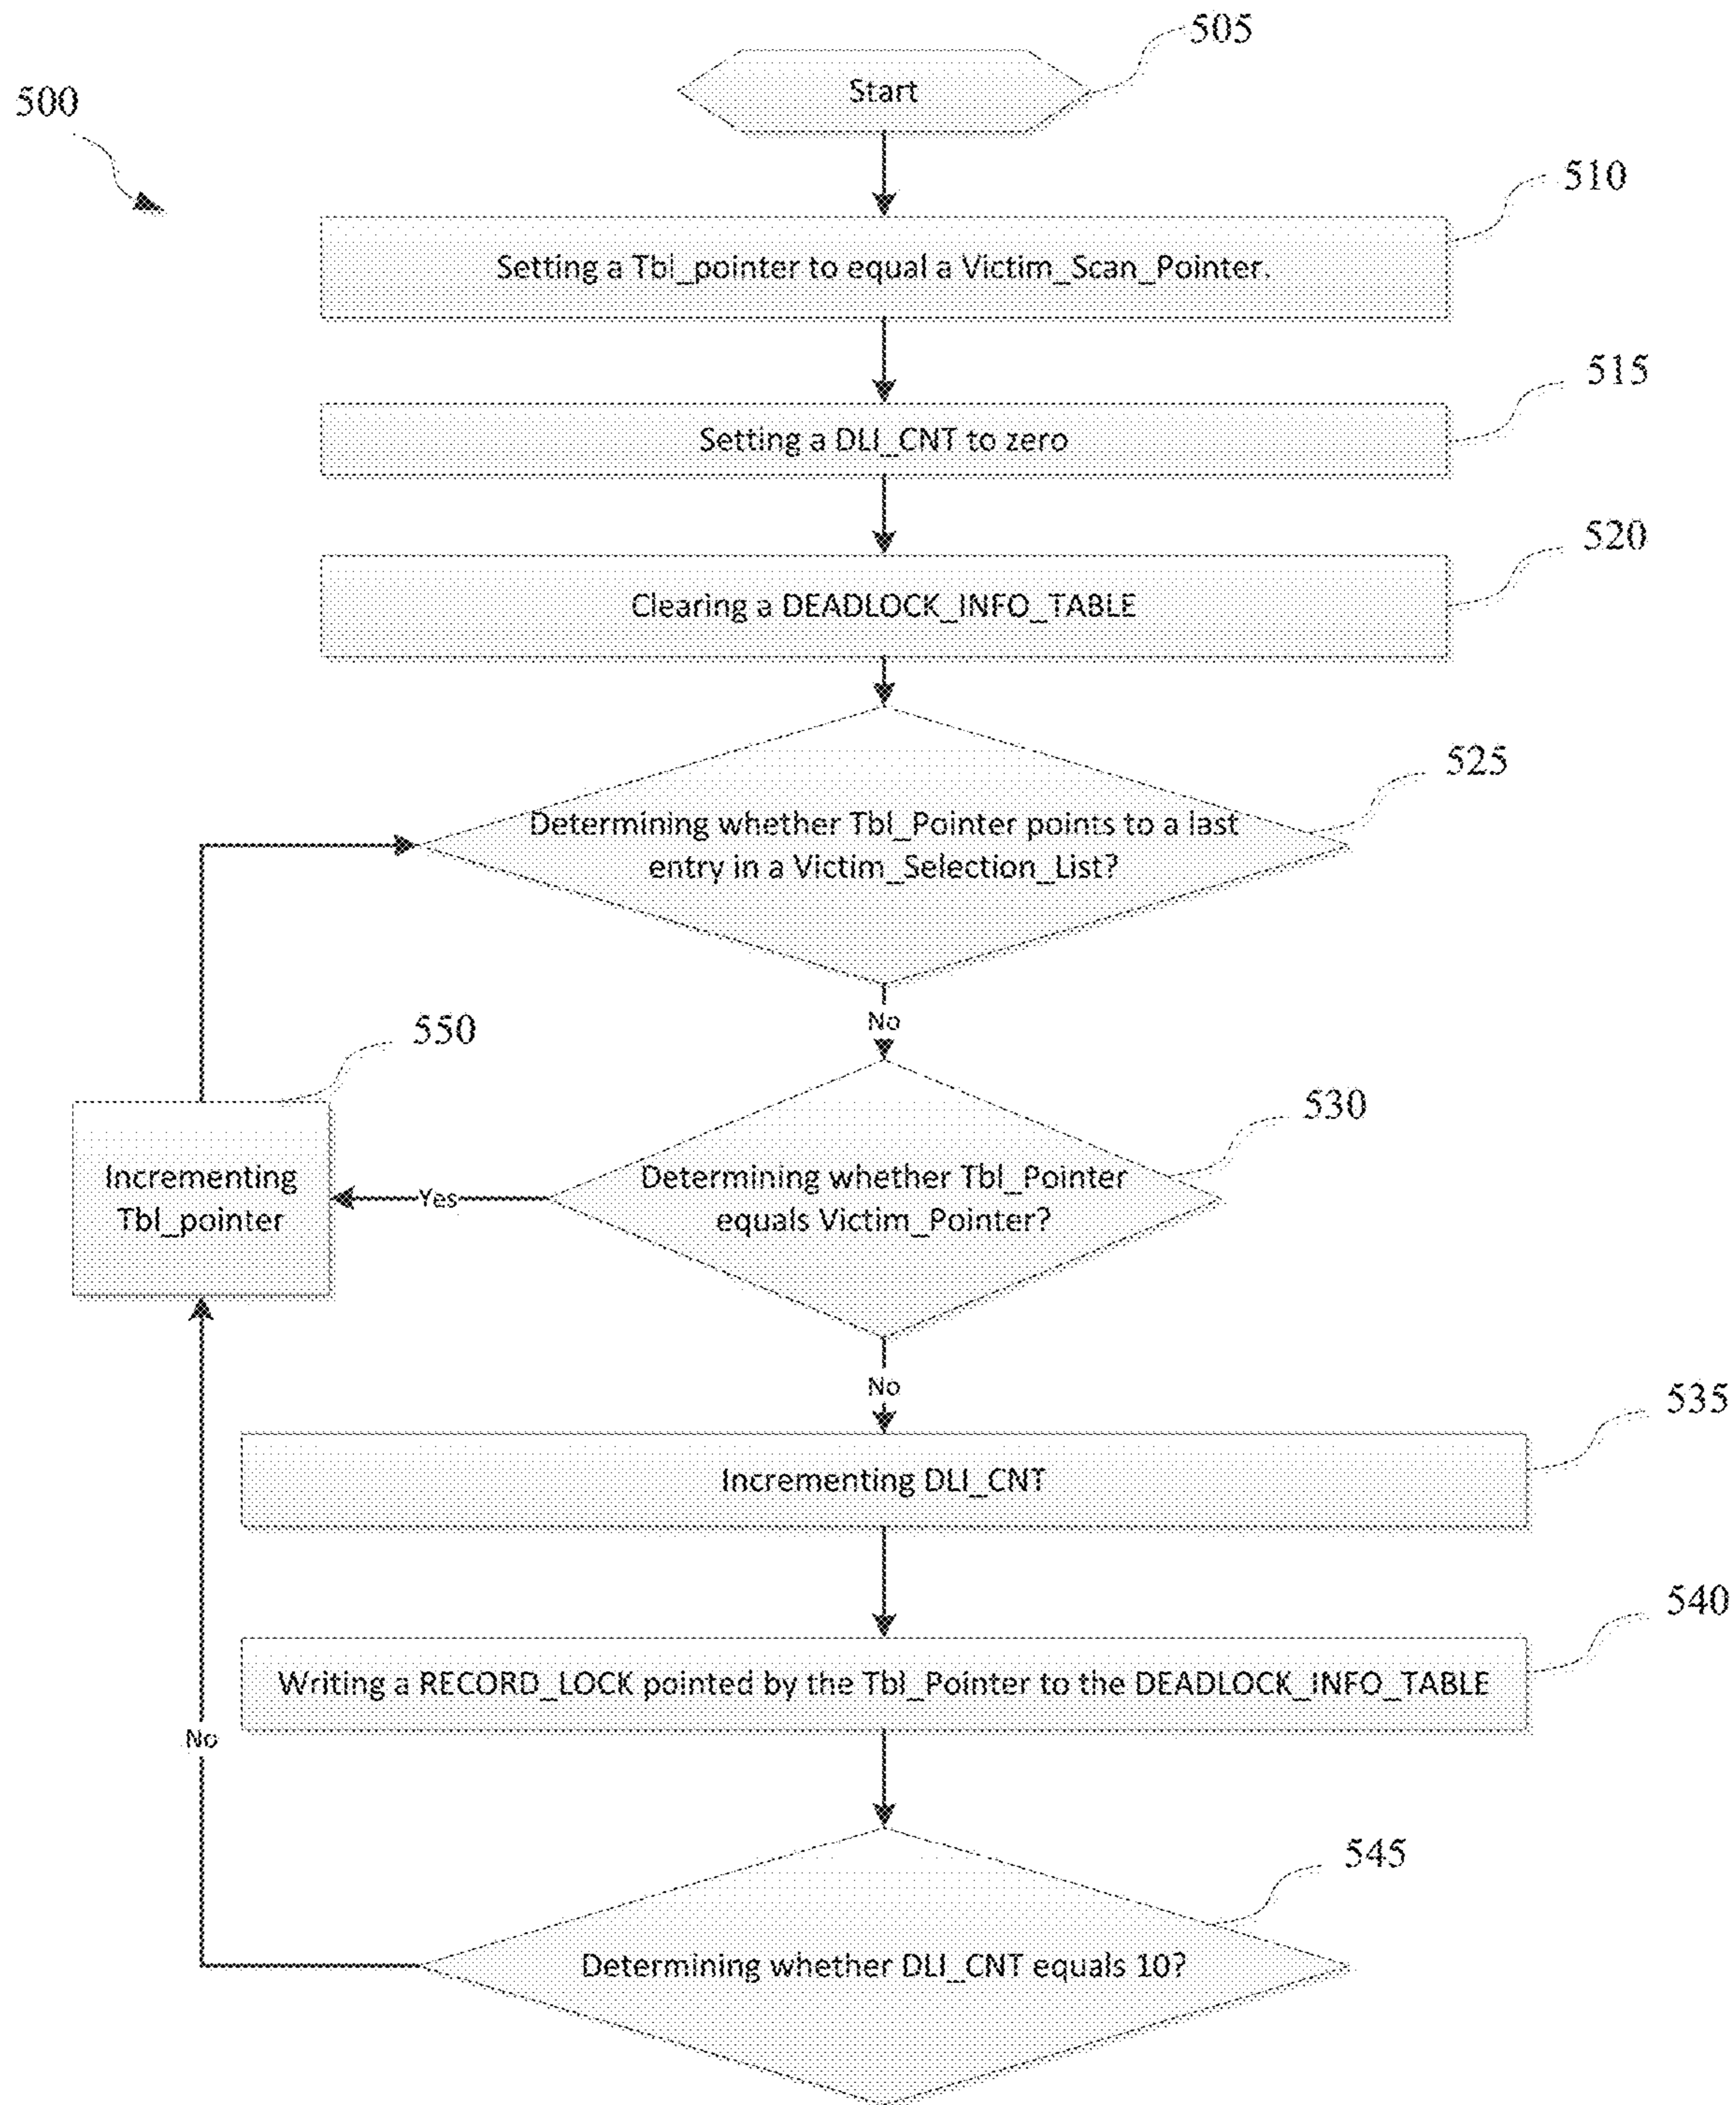 505
Start
500
510
Setting a Tbl_pointer to equal a Victim_Scan_Pointer.
515
Setting a DLI_CNT to zero
520
Clearing a DEADLOCK_INFO_TABLE
525
Determining whether Tbl_Pointer points to a last
entry in a Victim_Selection_List?
No
550
530
Incrementing
Tbl_pointer
Yes
Determining whether Tbl_Pointer
equals Victim_Pointer?
No
535
Incrementing DLI_CNT
540
Writing a RECORD_LOCK pointed by the Tbl_Pointer to the DEADLOCK_INFO_TABLE
No
545
Determining whether DLI_CNT equals 10?